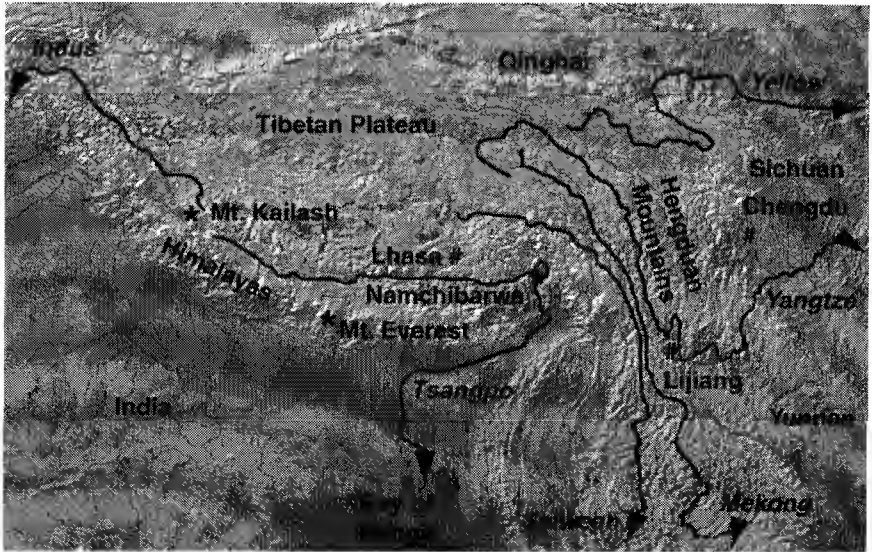 Indus
Qinghai
Yellow
Tibetan Plateau
Sichuan
Chengdu
#
Hengduan
Mountains
* Mt. Kailash
Himalayas
Lhasa #
Namchibarwa
* Mt. Everest
Yangtze
#
Lijiang
Tsangpo
India
Yunnan
Mekong